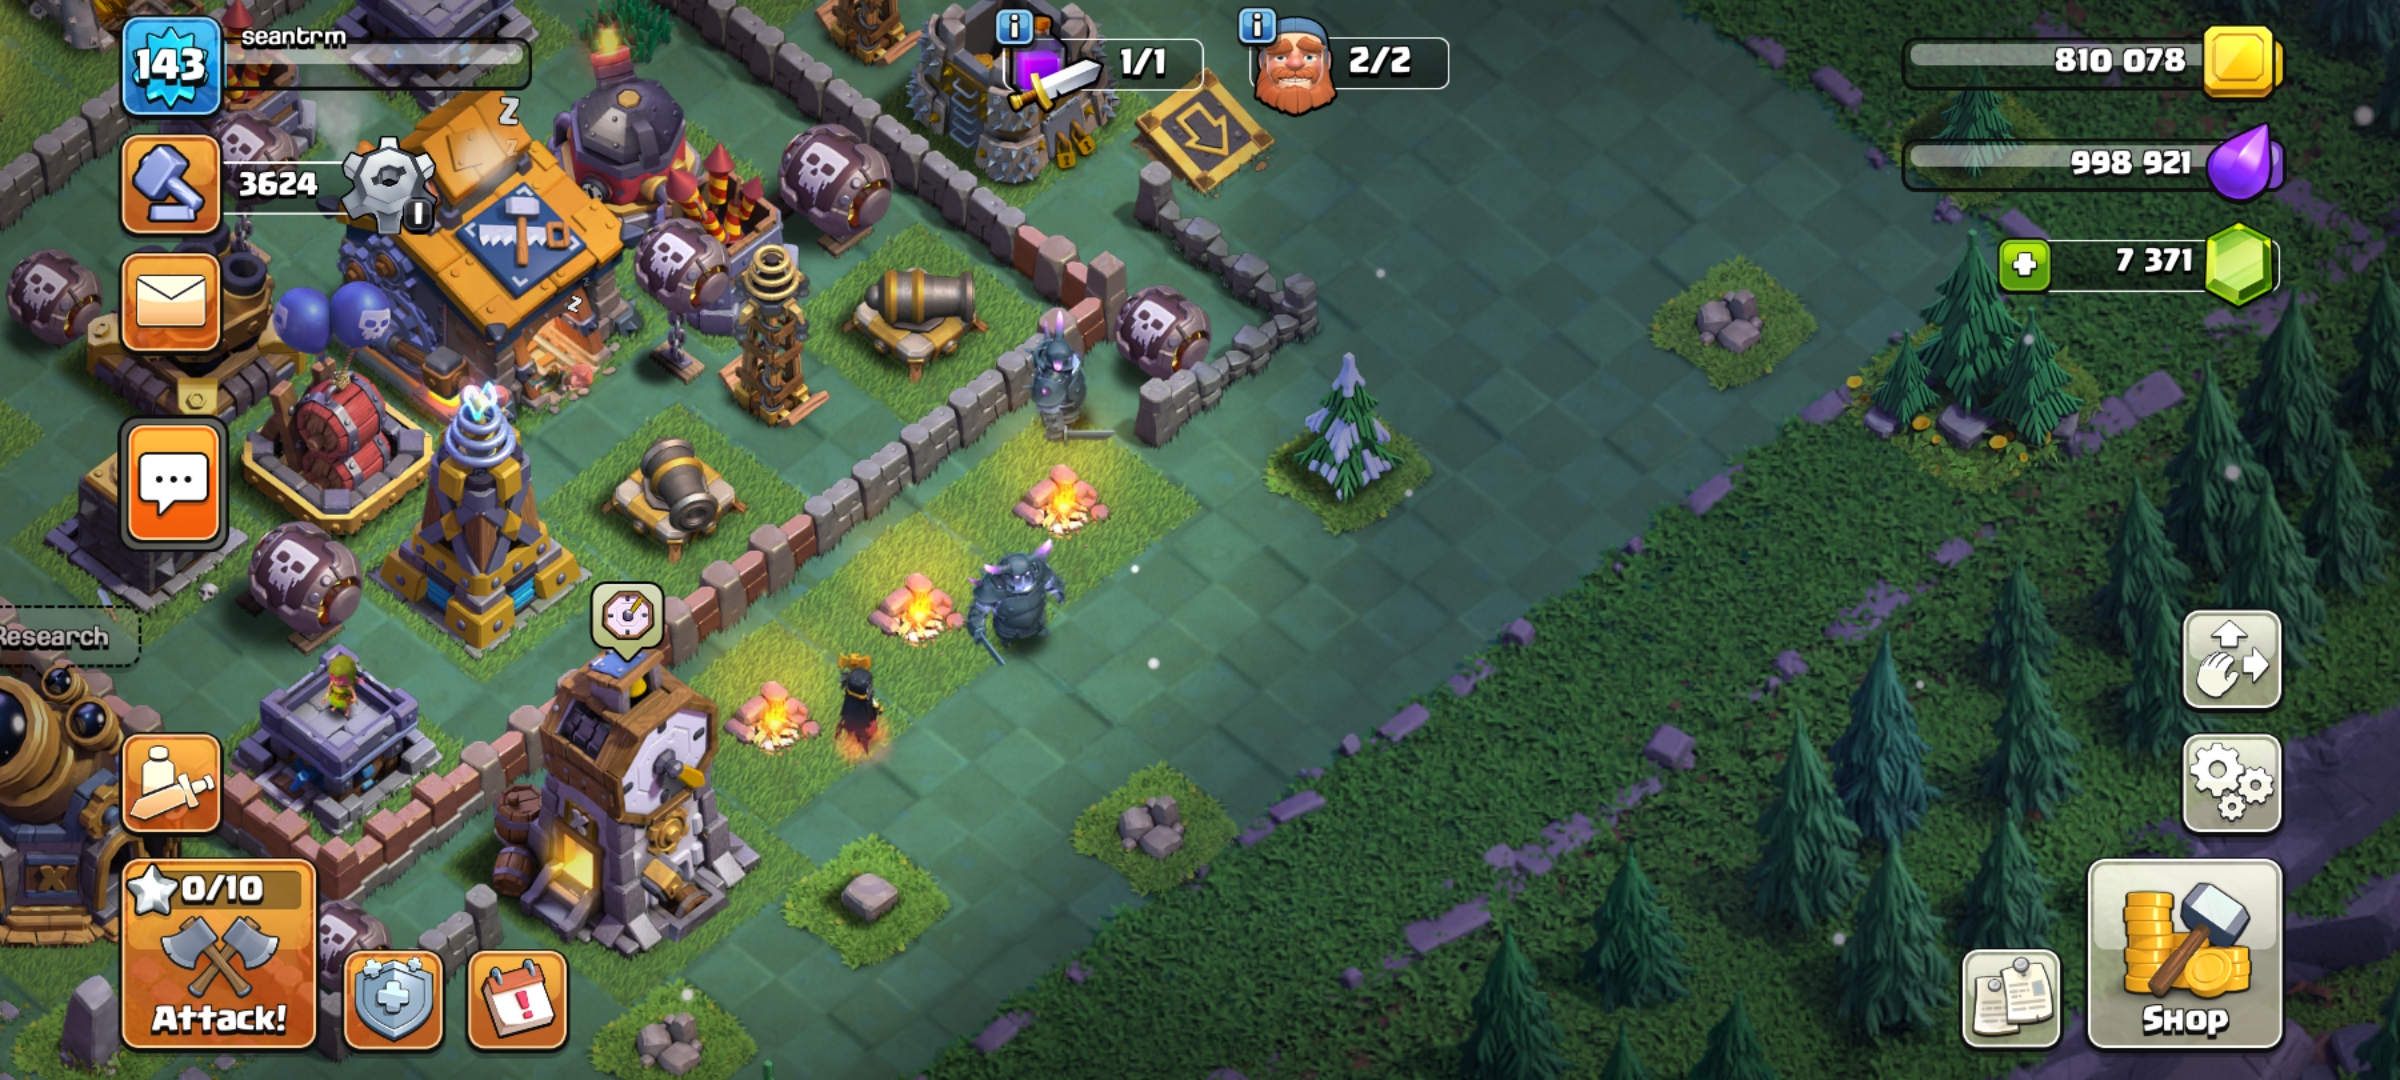 143
seantrm
1/1
2/2
810 078
3624
I
998 921
7 371
Z
Z
z
Research
0/10
Attack!
Shop